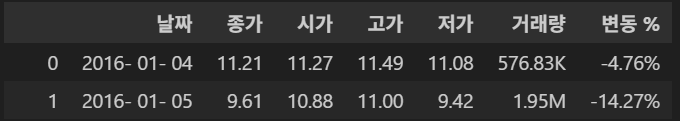 날짜 종가 시가 고가 저가 거래량 변동 %
0 2016- 01- 04 11.21 11.27 11.49 11.08 576.83K -4.76%
1 2016- 01- 05 9.61 10.88 11.00 9.42 1.95M -14.27%